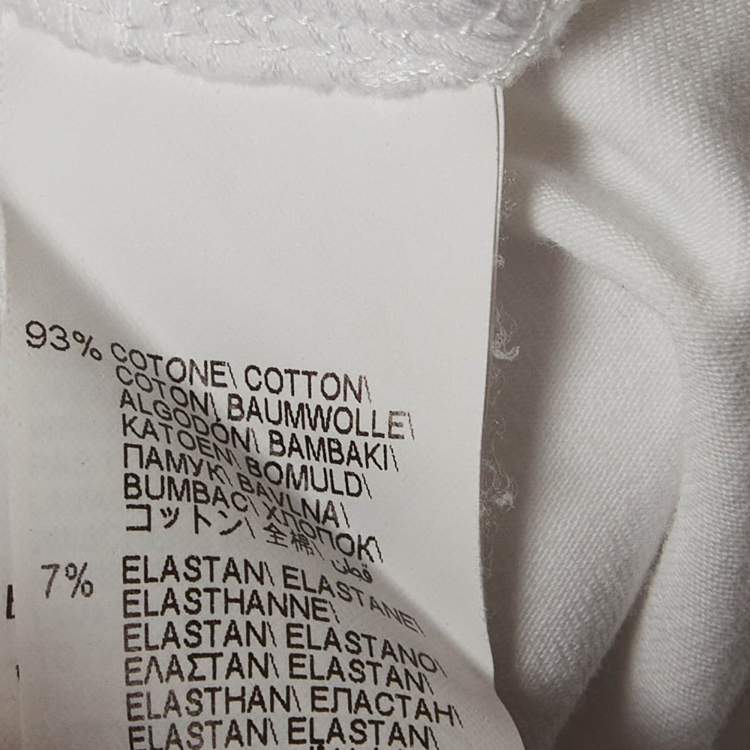 93% COTONE\ COTTON\
COTON\ BAUMWOLLE\
ALGODÓN\ BAMBAKI\
KATOEN\ BOMULD\
ПАМУК\ BAVLNA\
BUMBAC\ ХЛОПОК\
コットン\ 全棉\ قطن
7% ELASTAN\ ELASTANE\
ELASTHANNE\
ELASTAN\ ELASTANO\
ΕΛΑΣΤΑΝ\ ELASTAN\
ELASTHAN\ ЕЛАСТАН\
ELASTAN\ ELASTAN\